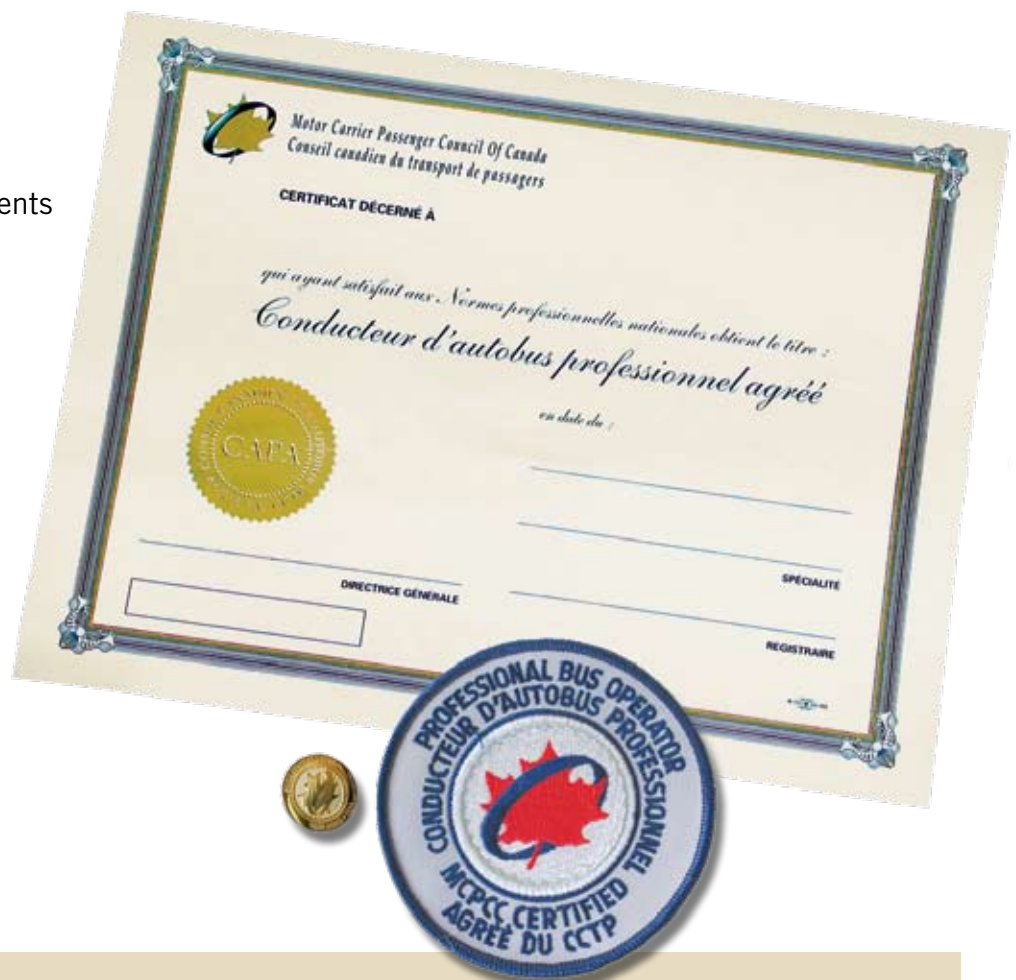 ents
Motor Carrier Passenger Council Of Canada
Conseil canadien du transport de passagers
CERTIFICAT DÉCERNÉ À
qui ayant satisfait aux Normes professionnelles nationales obtient le titre :
Conducteur d'autobus professionnel agréé
en date du :
CAPA
SPÉCIALITÉ
DIRECTRICE GÉNÉRALE
REGISTRAIRE
PROFESSIONAL BUS OPERATOR
CONDUCTEUR D'AUTOBUS PROFESSIONNEL
MCPCC CERTIFIED
AGRÉÉ DU CCTP